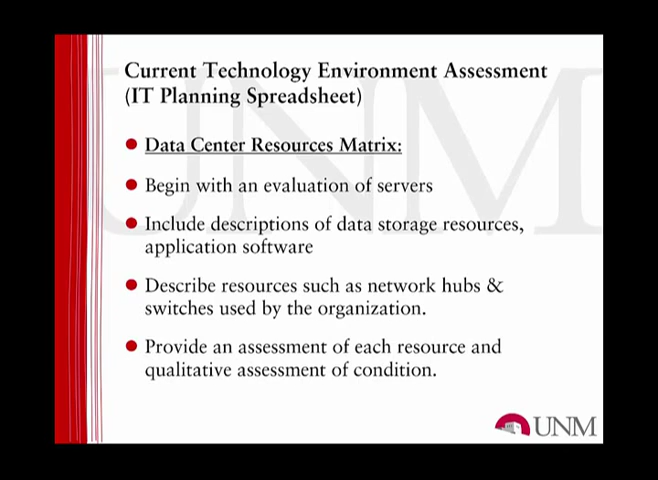 Current Technology Environment Assessment
(IT Planning Spreadsheet)
Data Center Resources Matrix:
Begin with an evaluation of servers
Include descriptions of data storage resources,
application software
Describe resources such as network hubs &
switches used by the organization.
Provide an assessment of each resource and
qualitative assessment of condition.
UNM